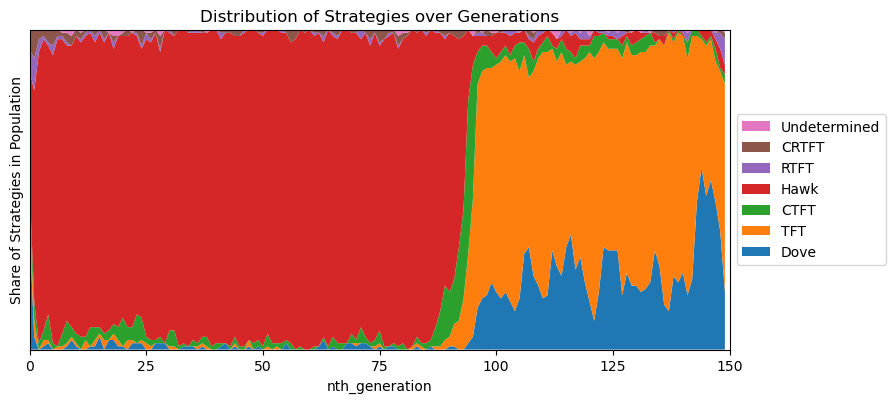 Distribution of Strategies over Generations
Share of Strategies in Population
Undetermined
CRTFT
RTFT
Hawk
CTFT
TFT
Dove
0
25
50
75
100
125
150
nth_generation